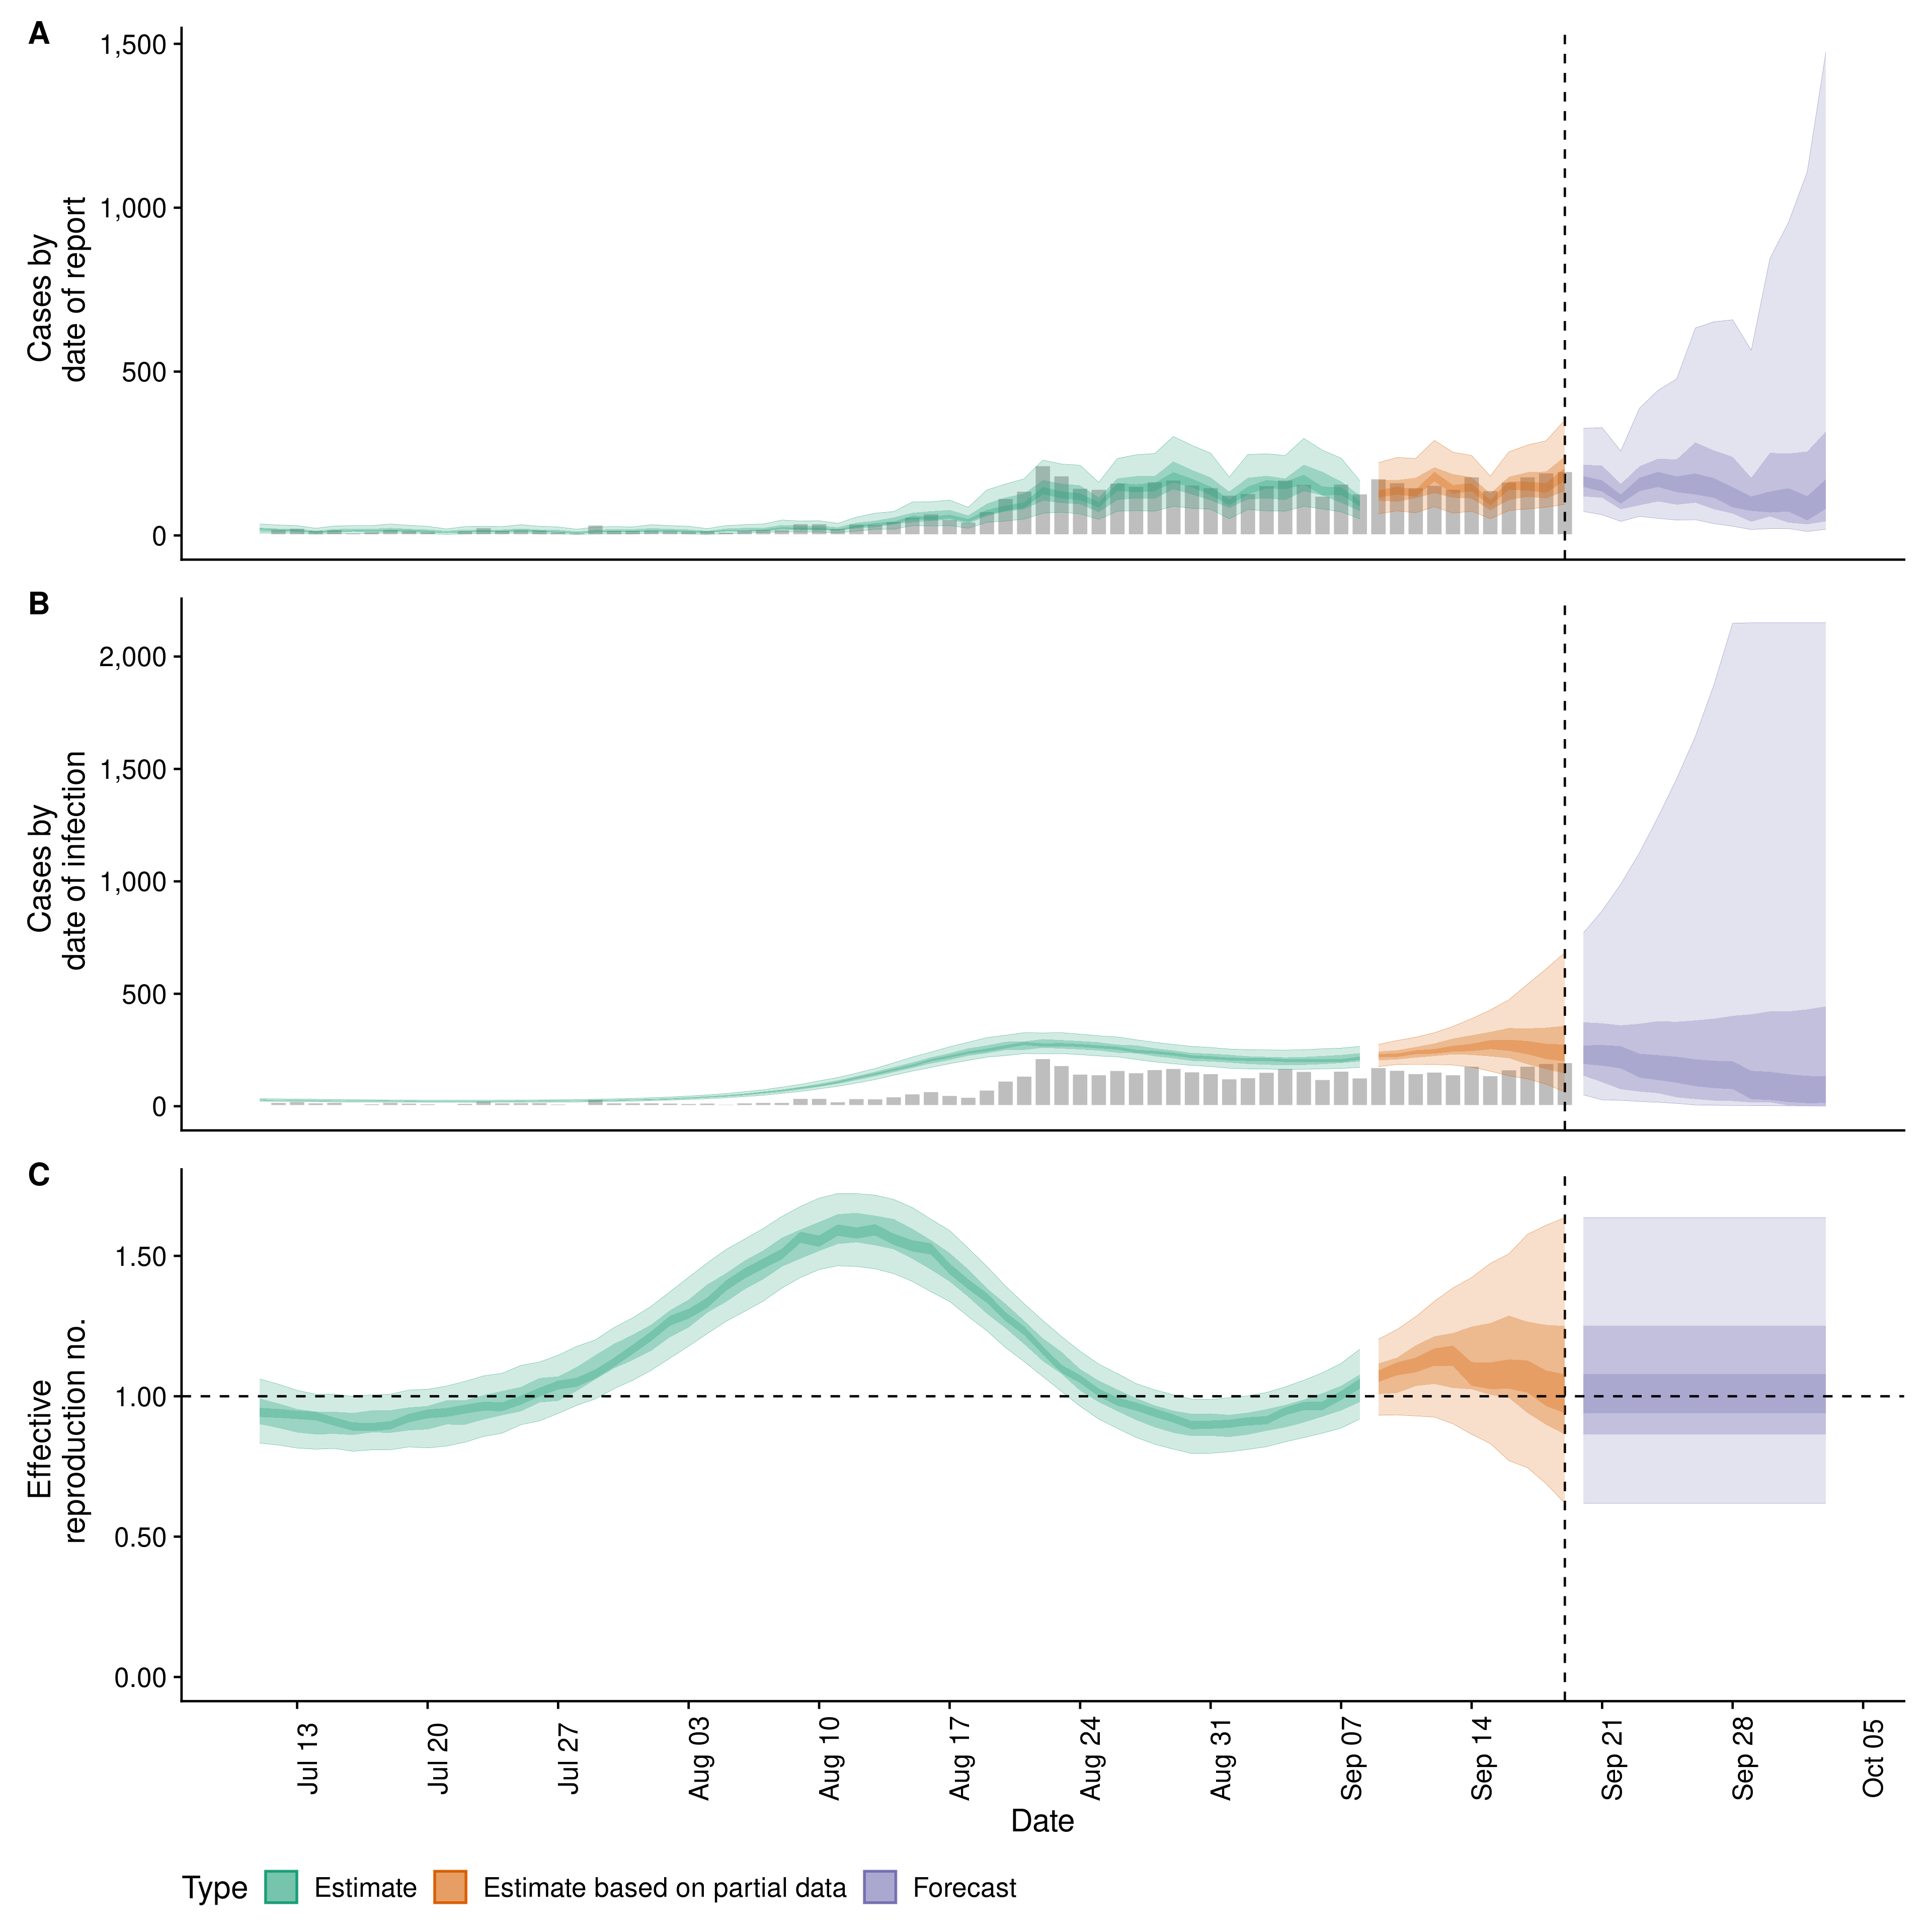 A
1,500
1,000
500
0
Cases by
date of report
B
2,000
1,500
1,000
500
0
Cases by
date of infection
C
1.50
1.00
0.50
0.00
Effective
reproduction no.
Jul 13
Jul 20
Jul 27
Aug 03
Aug 10
Aug 17
Aug 24
Aug 31
Sep 07
Sep 14
Sep 21
Sep 28
Oct 05
Date
Type Estimate Estimate based on partial data Forecast